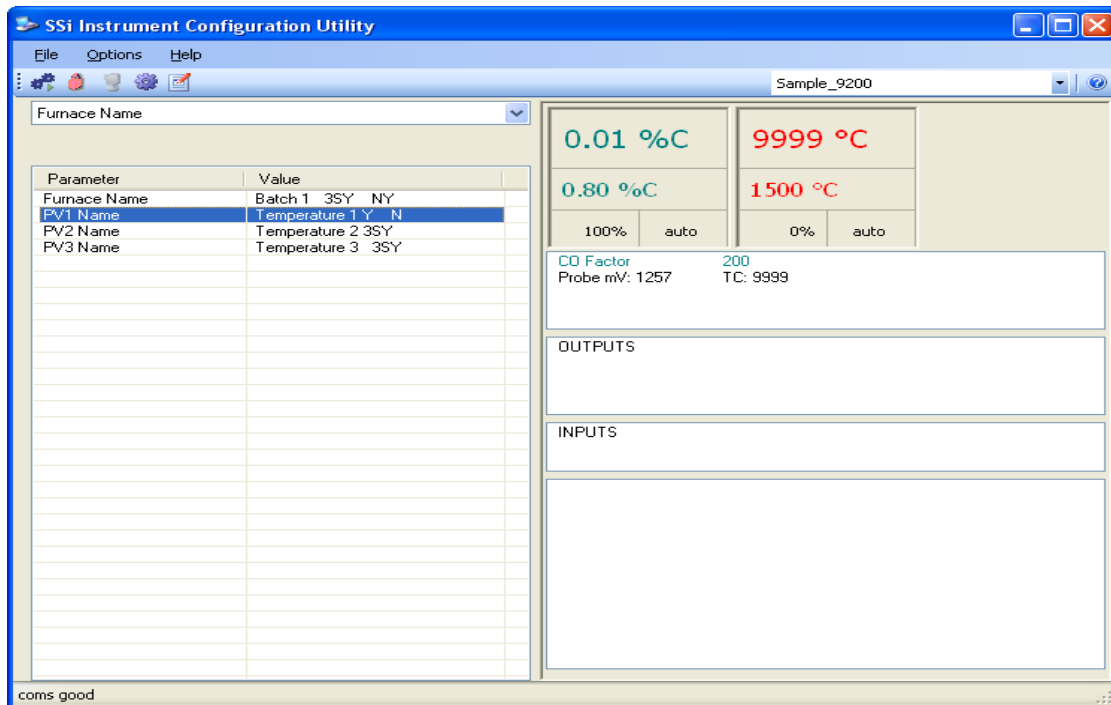 SSi Instrument Configuration Utility
File Options Help
Sample_9200
Furnace Name
Parameter Value
Furnace Name Batch 1 3SY NY
PV1 Name Temperature 1 Y N
PV2 Name Temperature 2 3SY
PV3 Name Temperature 3 3SY
0.01 %C
0.80 %C
100% auto
9999 °C
1500 °C
0% auto
CO Factor 200
Probe mV: 1257 TC: 9999
OUTPUTS
INPUTS
coms good